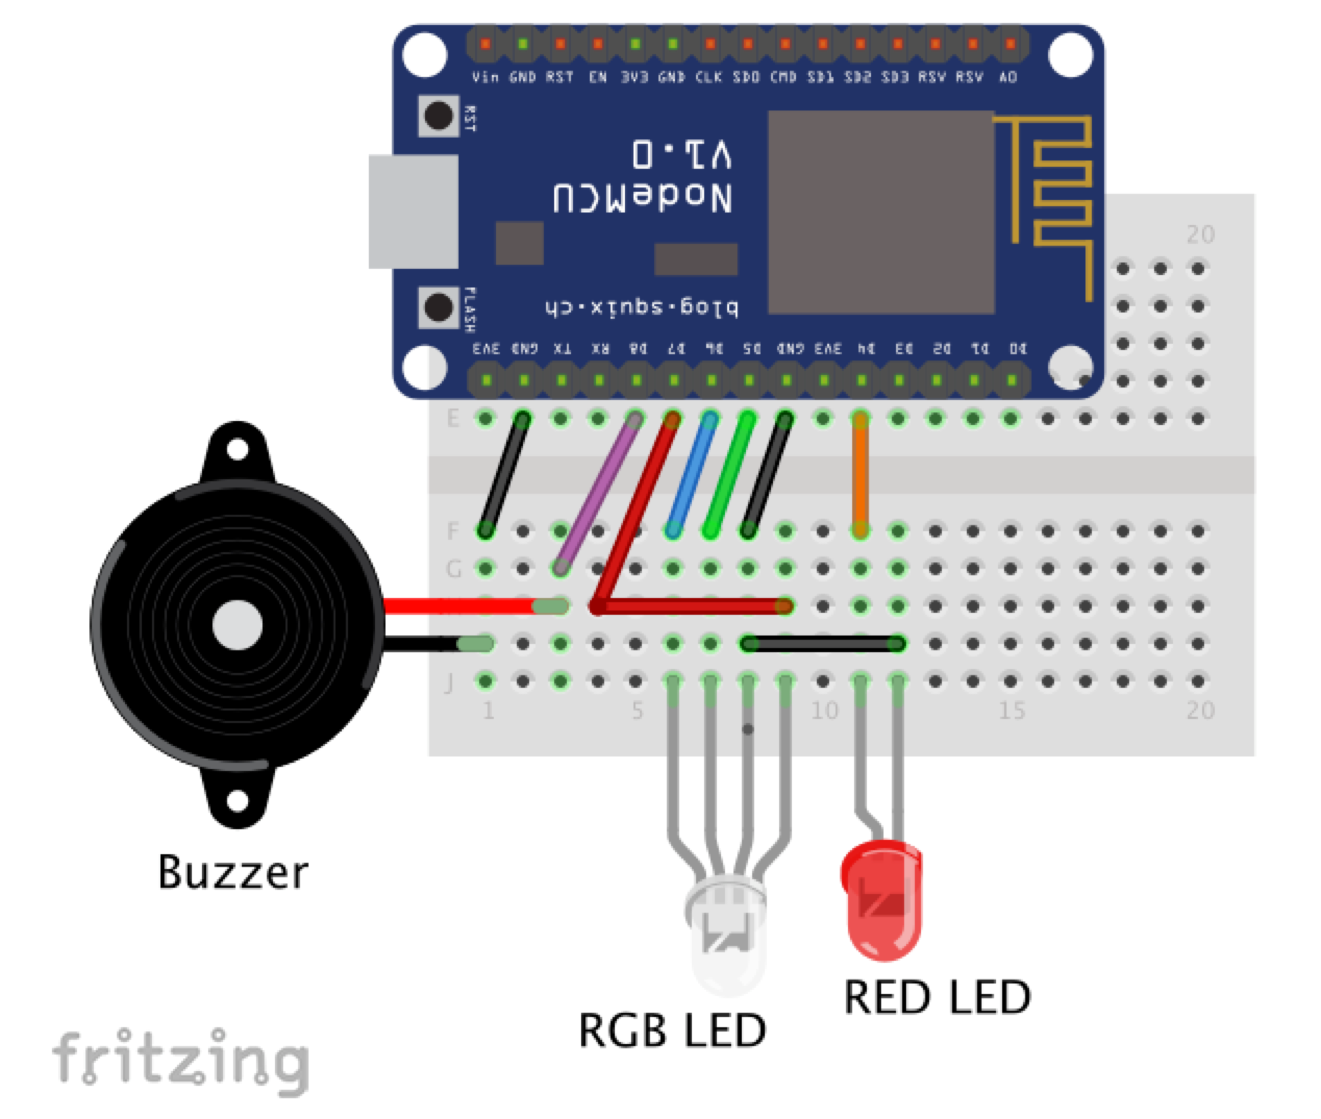 Vin GND RST EN 3V3 GND CLK SD0 CMD SD1 SD2 SD3 RSV RSV A0
RST
NodeMCU
V1.0
20
FLASH
blog.squix.ch
3V3 GND TX RX D8 D7 D6 D5 GND 3V3 D4 D3 D2 D1 D0
E
F
G
J
1 5 10 15 20
Buzzer
RGB LED
RED LED
fritzing